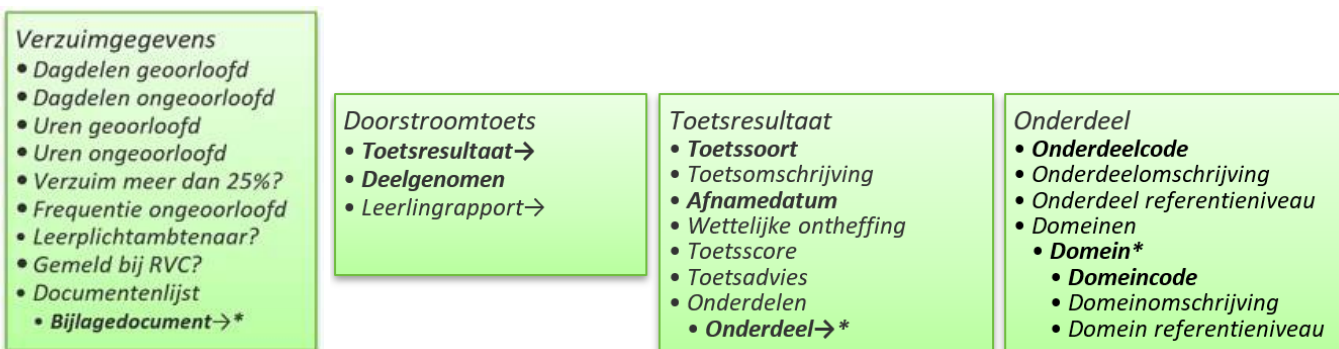 Verzuimgegevens
• Dagdelen geoorloofd
• Dagdelen ongeoorloofd
• Uren geoorloofd
• Uren ongeoorloofd
• Verzuim meer dan 25%?
• Frequentie ongeoorloofd
• Leerplichtambtenaar?
• Gemeld bij RVC?
• Documentenlijst
• Bijlagedocument→*
Doorstroomtoets
• Toetsresultaat→
• Deelgenomen
• Leerlingrapport→
Toetsresultaat
• Toetssoort
• Toetsomschrijving
• Afnamedatum
• Wettelijke ontheffing
• Toetsscore
• Toetsadvies
• Onderdelen
• Onderdeel→*
Onderdeel
• Onderdeelcode
• Onderdeelomschrijving
• Onderdeel referentieniveau
• Domeinen
• Domein*
• Domeincode
• Domeinomschrijving
• Domein referentieniveau